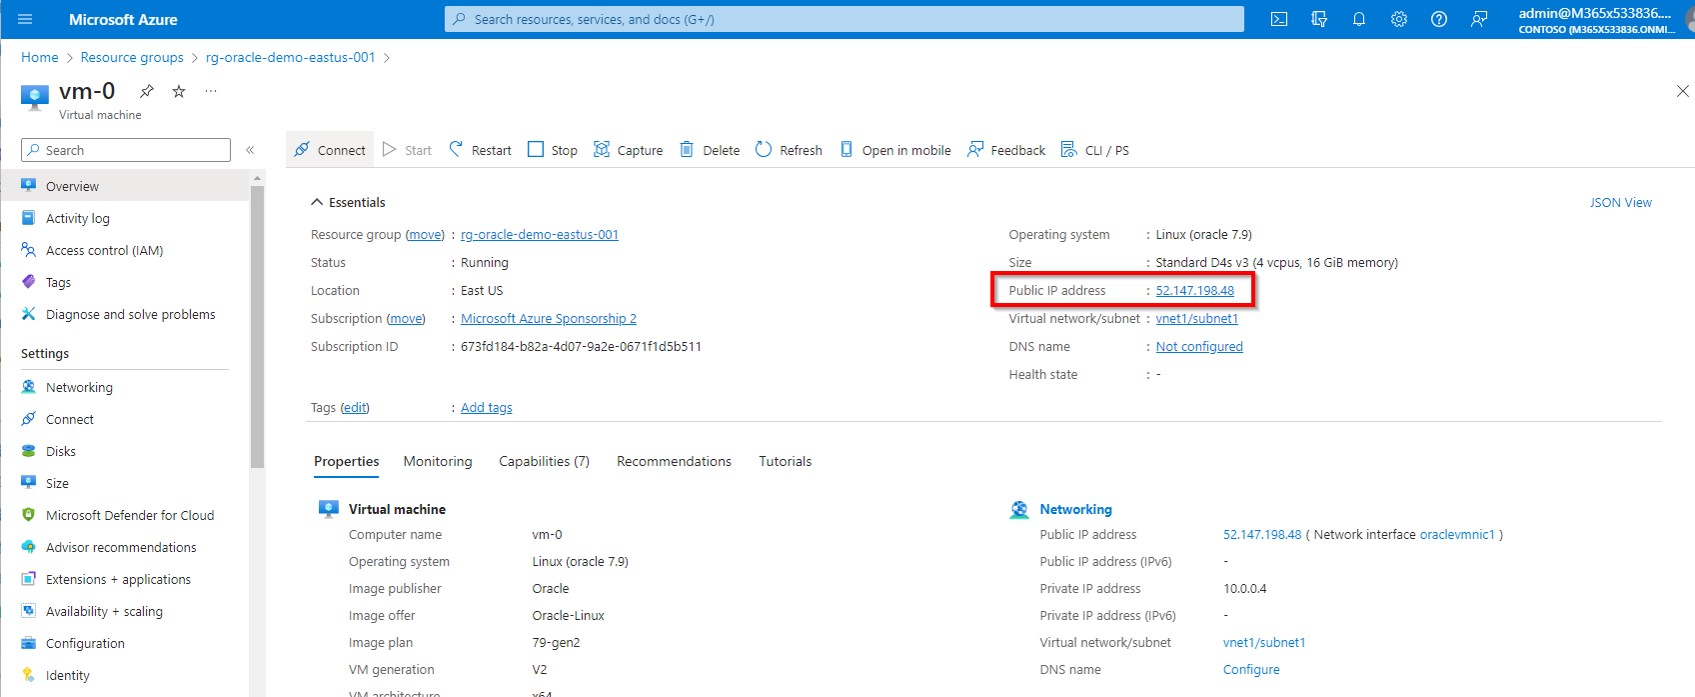 Microsoft Azure
Search resources, services, and docs (G+/)
admin@M365x533836....
CONTOSO (M365X533836.ONMI...
Home > Resource groups > rg-oracle-demo-eastus-001 >
vm-0 ...
Virtual machine
Search «
Connect Start Restart Stop Capture Delete Refresh Open in mobile Feedback CLI / PS
Overview
Activity log
Access control (IAM)
Tags
Diagnose and solve problems
Settings
Networking
Connect
Disks
Size
Microsoft Defender for Cloud
Advisor recommendations
Extensions + applications
Availability + scaling
Configuration
Identity
Essentials JSON View
Resource group (move) : rg-oracle-demo-eastus-001
Status : Running
Location : East US
Subscription (move) : Microsoft Azure Sponsorship 2
Subscription ID : 673fd184-b82a-4d07-9a2e-0671f1d5b511
Operating system : Linux (oracle 7.9)
Size : Standard D4s v3 (4 vcpus, 16 GiB memory)
Public IP address : 52.147.198.48
Virtual network/subnet : vnet1/subnet1
DNS name : Not configured
Health state : -
Tags (edit) : Add tags
Properties Monitoring Capabilities (7) Recommendations Tutorials
Virtual machine
Computer name vm-0
Operating system Linux (oracle 7.9)
Image publisher Oracle
Image offer Oracle-Linux
Image plan 79-gen2
VM generation V2
VM architecture x64
Networking
Public IP address 52.147.198.48 ( Network interface oraclevmnic1 )
Public IP address (IPv6) -
Private IP address 10.0.0.4
Private IP address (IPv6) -
Virtual network/subnet vnet1/subnet1
DNS name Configure